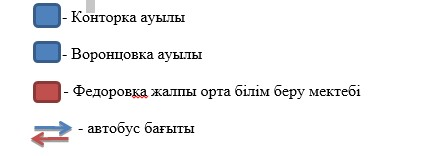 - Конторка ауылы
- Воронцовка ауылы
- Федоровка жалпы орта білім беру мектебі
- автобус бағыты